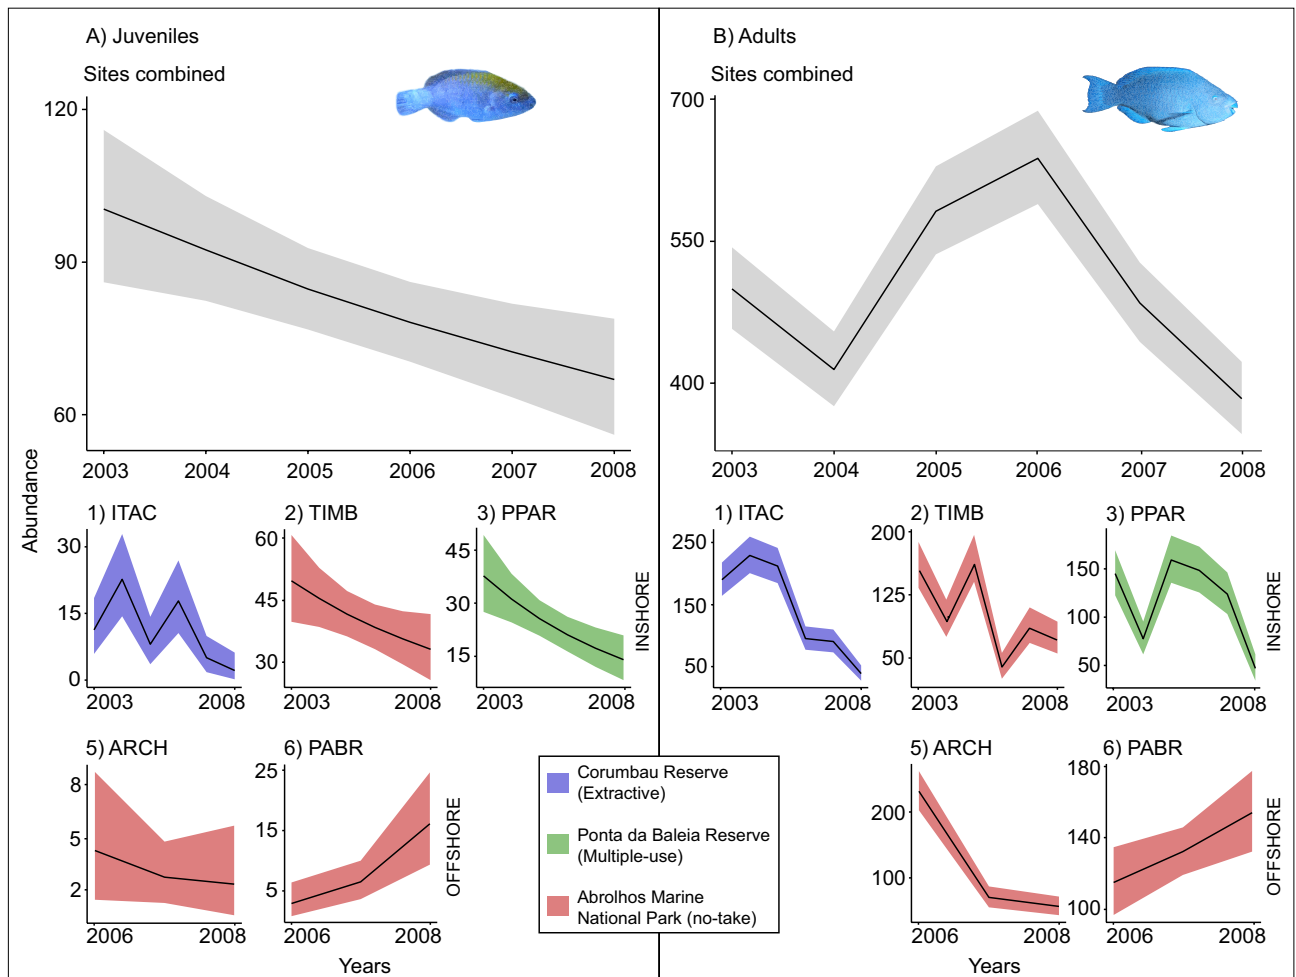 A) Juveniles
Sites combined
120
90
60
2003 2004 2005 2006 2007 2008
Abundance
1) ITAC
30
15
0
2003 2008
2) TIMB
60
45
30
2003 2008
3) PPAR
45
30
15
2003 2008
INSHORE
5) ARCH
8
5
2
2006 2008
6) PABR
25
15
5
2006 2008
OFFSHORE
Years
Corumbau Reserve
(Extractive)
Ponta da Baleia Reserve
(Multiple-use)
Abrolhos Marine
National Park (no-take)
B) Adults
Sites combined
700
550
400
2003 2004 2005 2006 2007 2008
1) ITAC
250
150
50
2003 2008
2) TIMB
200
125
50
2003 2008
3) PPAR
150
100
50
2003 2008
INSHORE
5) ARCH
200
100
2006 2008
6) PABR
180
140
100
2006 2008
OFFSHORE
Years